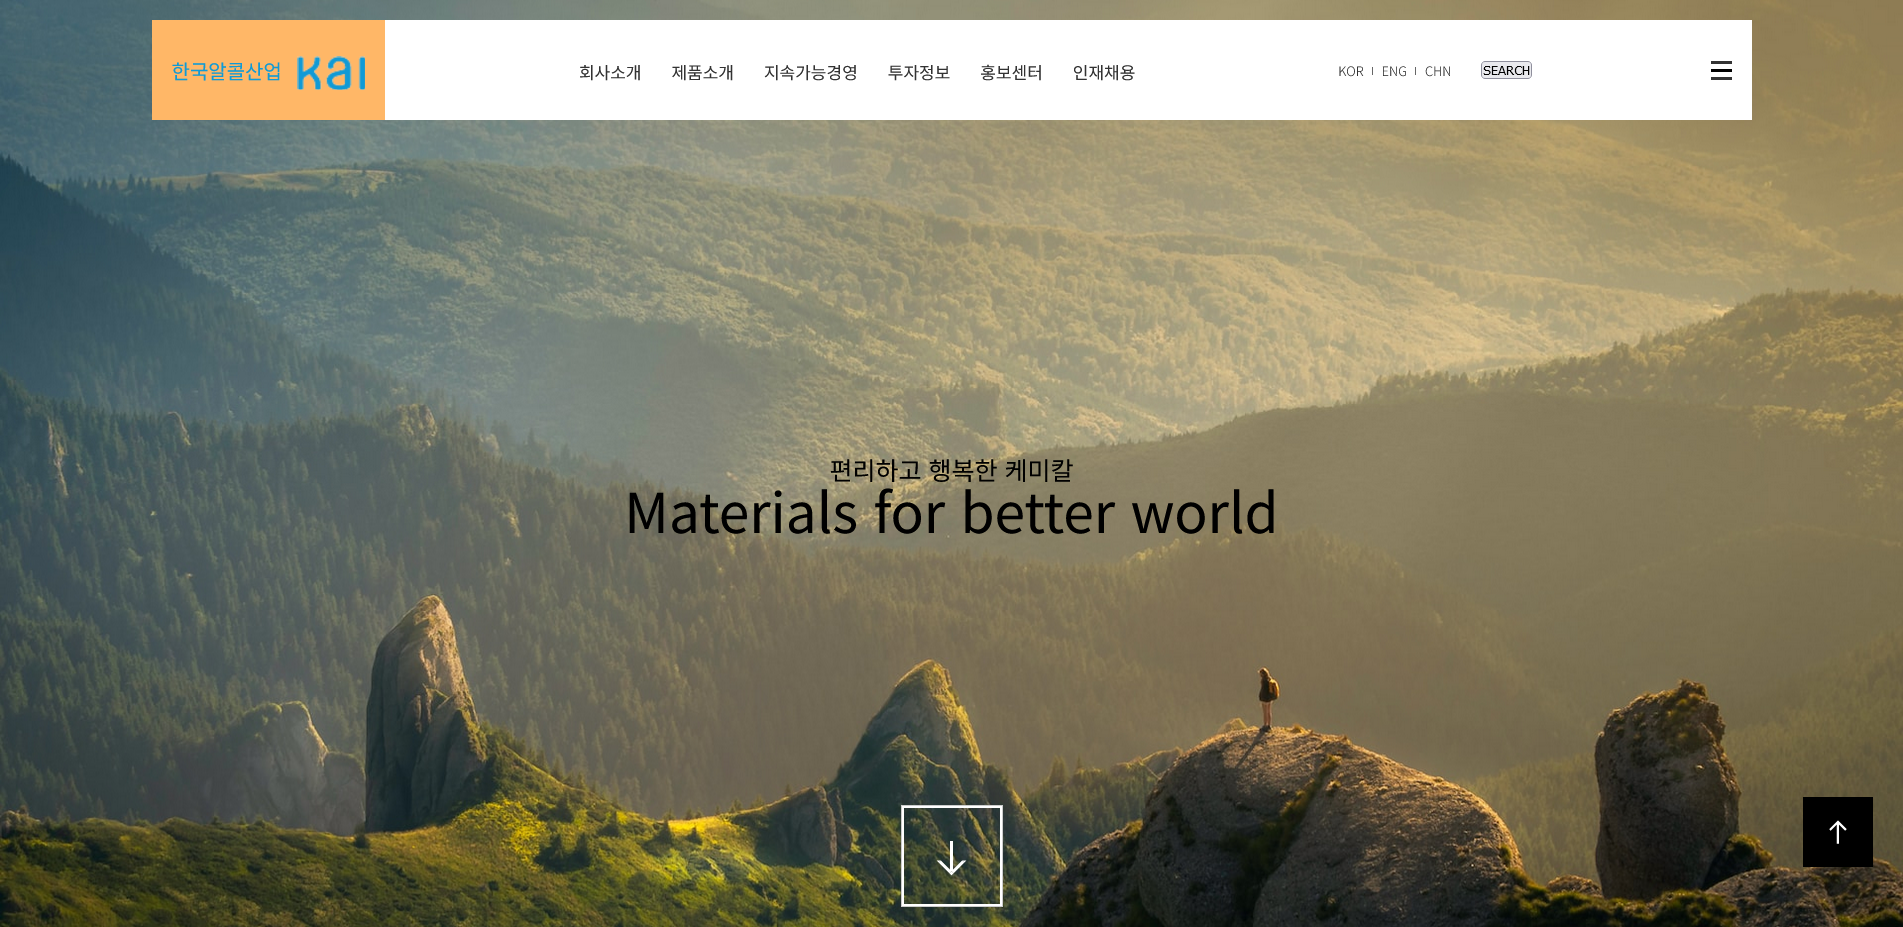 한국알콜산업 KAI
회사소개 제품소개 지속가능경영 투자정보 홍보센터 인재채용
KOR ENG CHN
SEARCH
편리하고 행복한 케미칼
Materials for better world